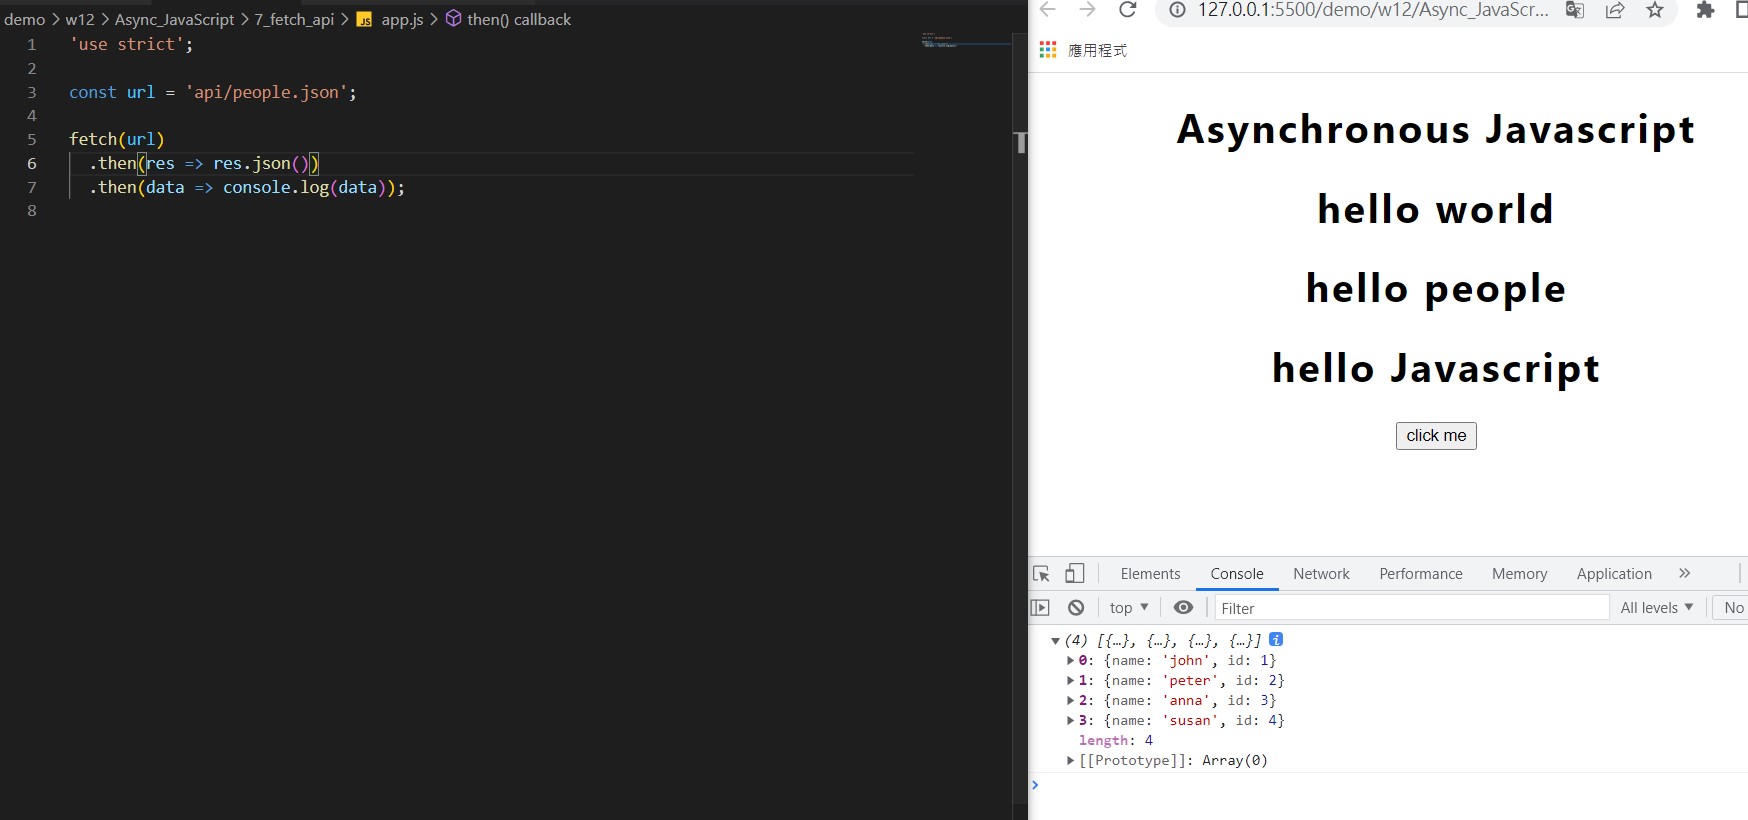 demo > w12 > Async_JavaScript > 7_fetch_api > JS app.js > then() callback
1 'use strict';
2
3 const url = 'api/people.json';
4
5 fetch(url)
6 .then(res => res.json())
7 .then(data => console.log(data));
8
127.0.0.1:5500/demo/w12/Async_JavaScr...
應用程式
Asynchronous Javascript
hello world
hello people
hello Javascript
click me
Elements Console Network Performance Memory Application »
top ▼ Filter All levels ▼ No
▼ (4) [{…}, {…}, {…}, {…}] i
▶ 0: {name: 'john', id: 1}
▶ 1: {name: 'peter', id: 2}
▶ 2: {name: 'anna', id: 3}
▶ 3: {name: 'susan', id: 4}
length: 4
▶ [[Prototype]]: Array(0)
>